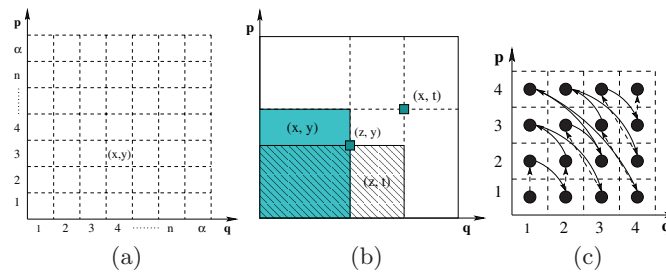 p
α
n
4
3
2
1
(x,y)
1 2 3 4 n α q
(a)
p
(x, t)
(x, y)
(z, y)
(z, t)
q
(b)
p
4
3
2
1
1 2 3 4
q
(c)